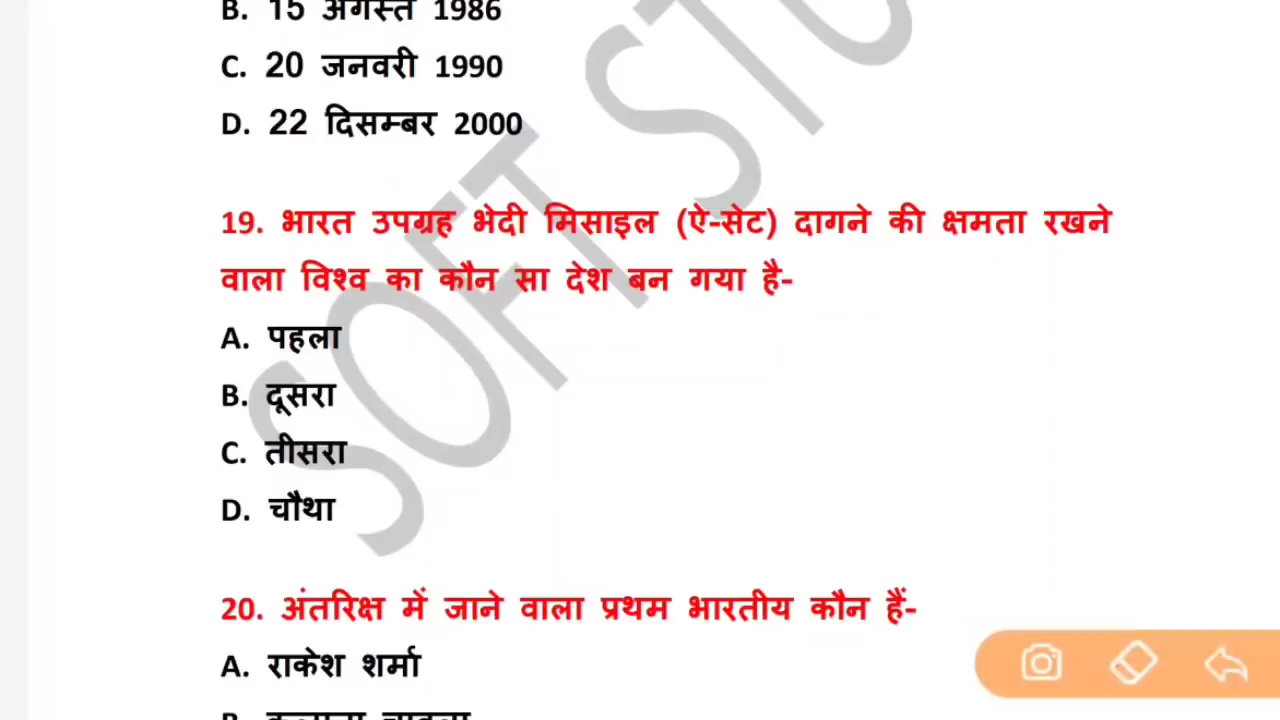 B. 15 अगस्त 1986
C. 20 जनवरी 1990
D. 22 दिसम्बर 2000
19. भारत उपग्रह भेदी मिसाइल (ऐ-सेट) दागने की क्षमता रखने
वाला विश्व का कौन सा देश बन गया है-
A. पहला
B. दूसरा
C. तीसरा
D. चौथा
20. अंतरिक्ष में जाने वाला प्रथम भारतीय कौन हैं-
A. राकेश शर्मा
SOFT